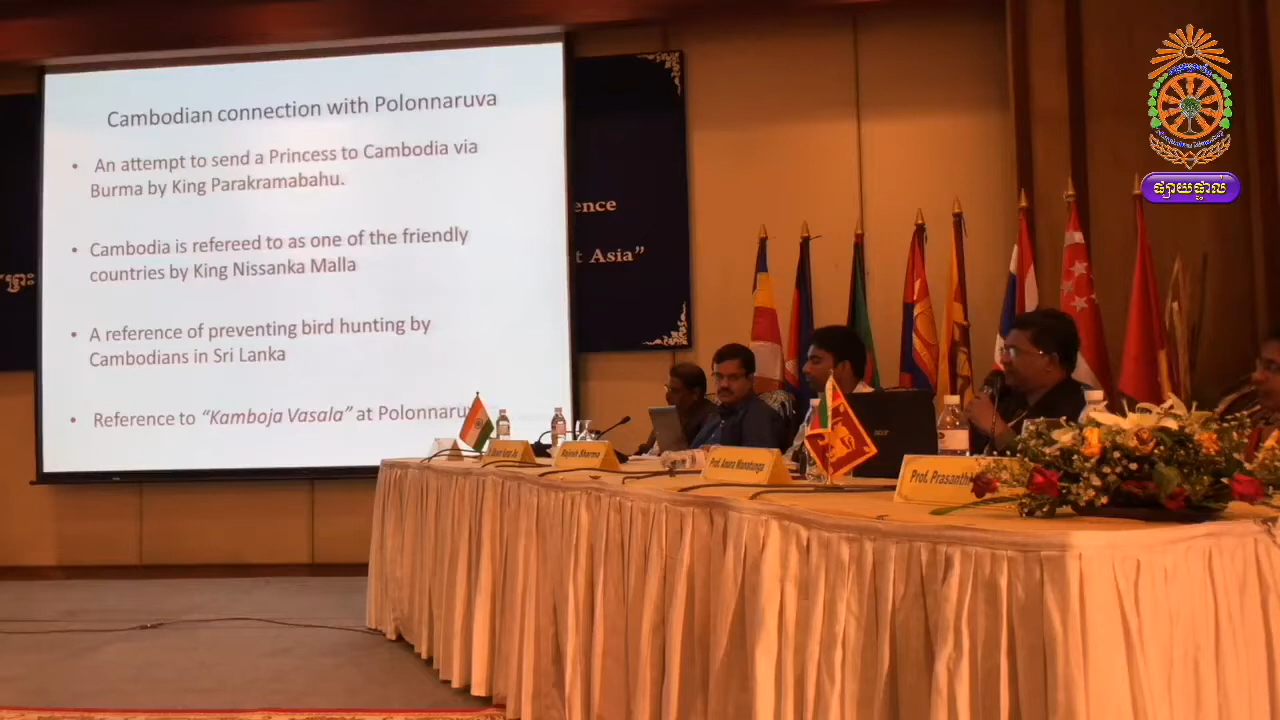 Cambodian connection with Polonnaruva
• An attempt to send a Princess to Cambodia via
Burma by King Parakramabahu.
• Cambodia is refereed to as one of the friendly
countries by King Nissanka Malla
• A reference of preventing bird hunting by
Cambodians in Sri Lanka
• Reference to “Kamboja Vasala” at Polonnaru
ence
t Asia”
“ព្រះ
ផ្សាយផ្ទាល់
Rajesh Sharma
Prof. Anura Manatunga
Prof. Prasanth
acer